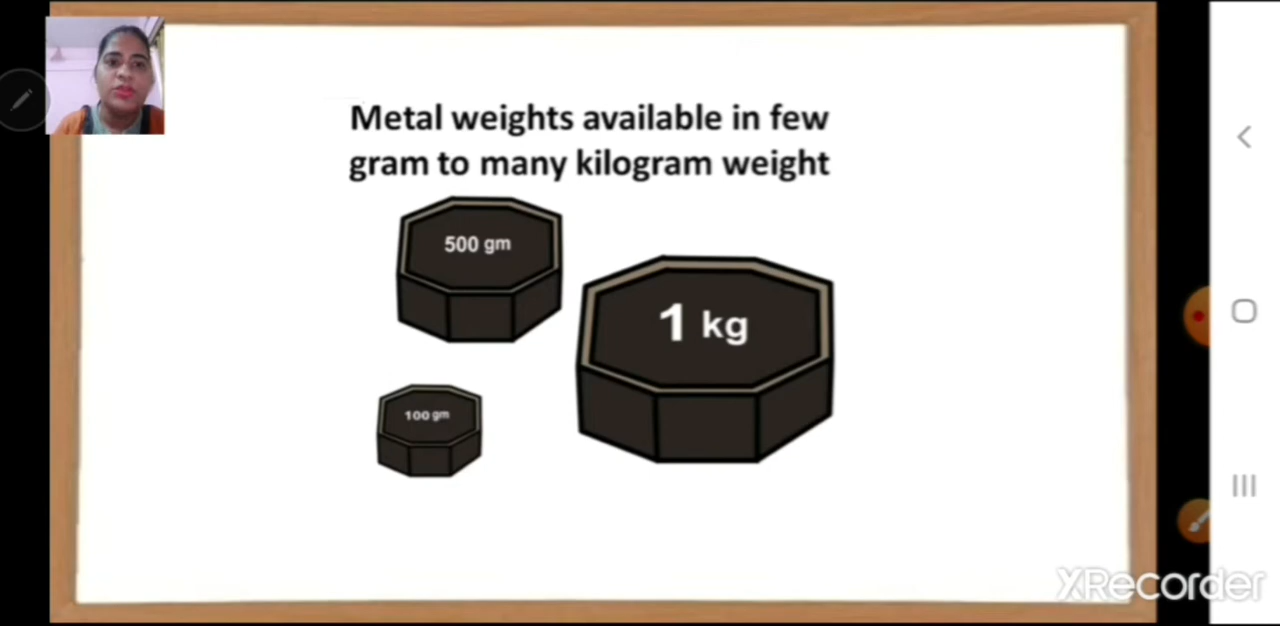 Metal weights available in few
gram to many kilogram weight
500 gm
1 kg
100 gm
XRecorder